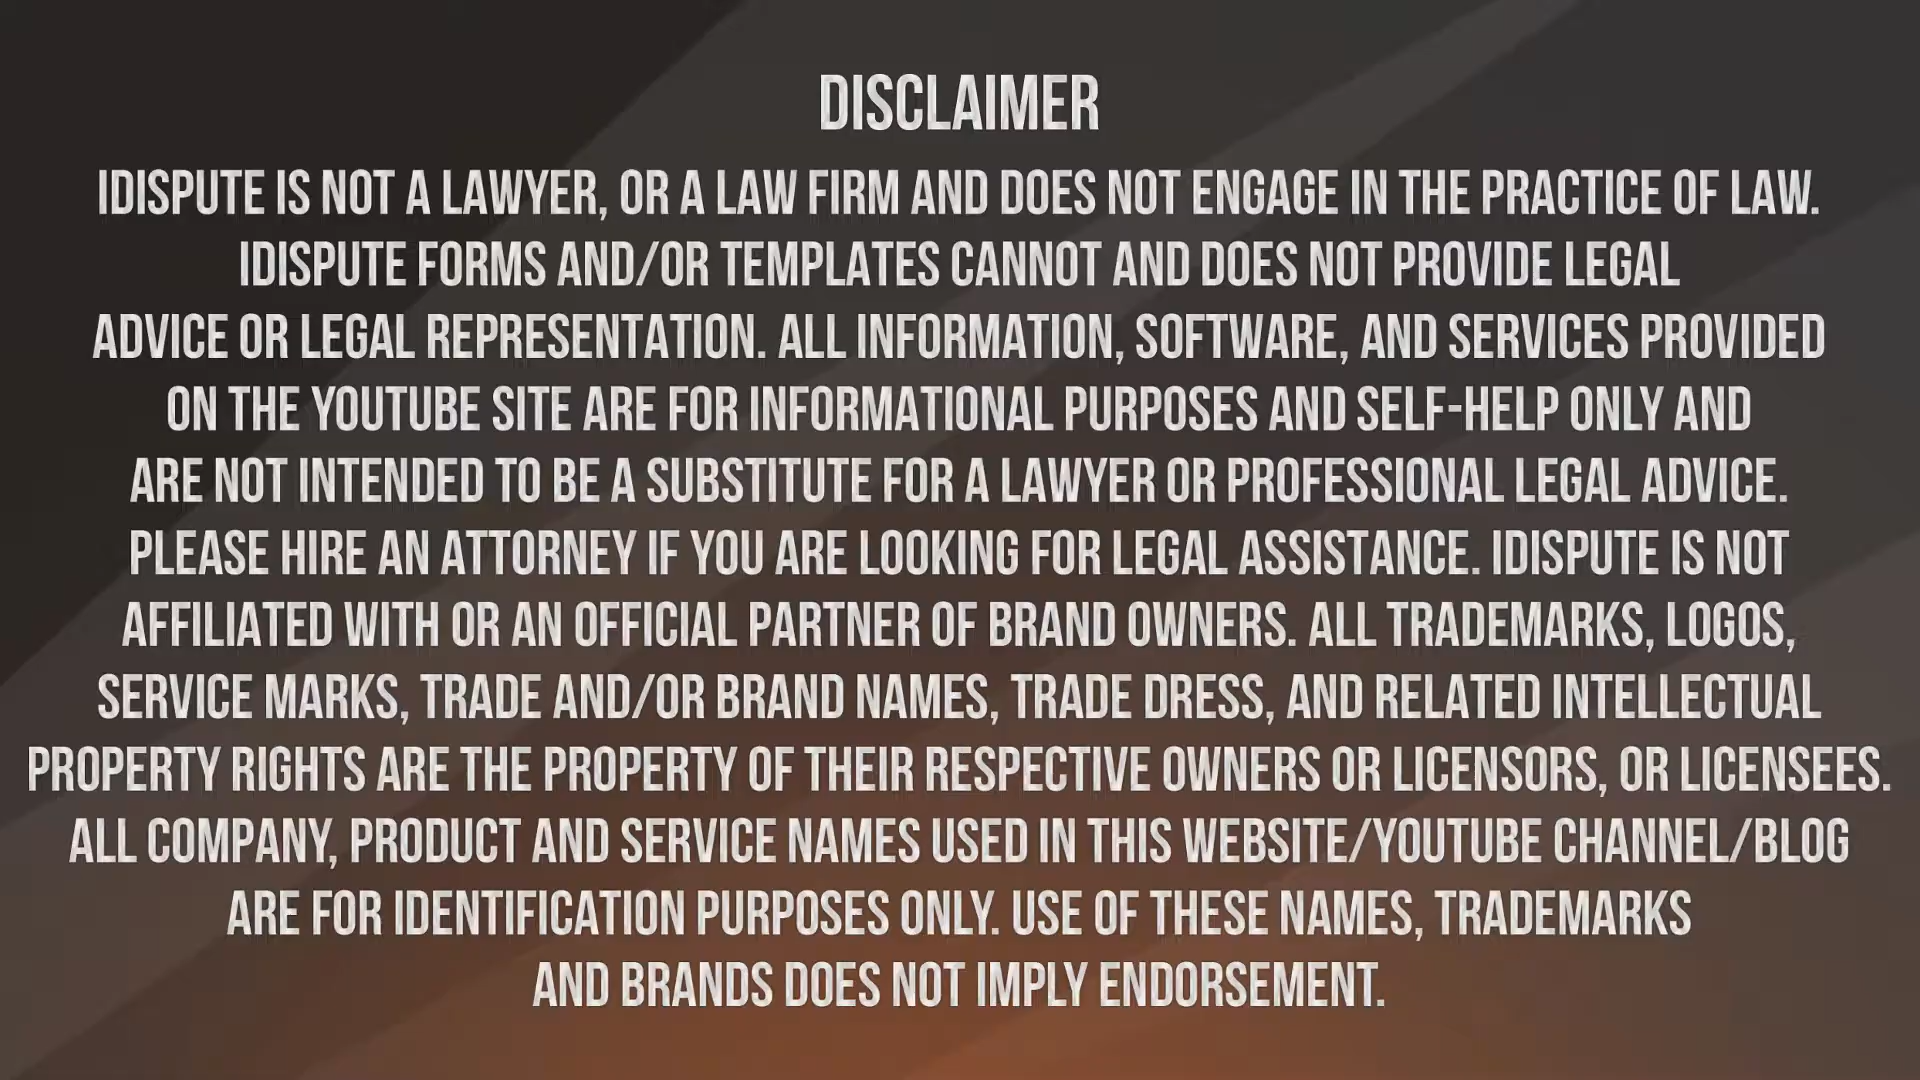 DISCLAIMER
IDISPUTE IS NOT A LAWYER, OR A LAW FIRM AND DOES NOT ENGAGE IN THE PRACTICE OF LAW.
IDISPUTE FORMS AND/OR TEMPLATES CANNOT AND DOES NOT PROVIDE LEGAL
ADVICE OR LEGAL REPRESENTATION. ALL INFORMATION, SOFTWARE, AND SERVICES PROVIDED
ON THE YOUTUBE SITE ARE FOR INFORMATIONAL PURPOSES AND SELF-HELP ONLY AND
ARE NOT INTENDED TO BE A SUBSTITUTE FOR A LAWYER OR PROFESSIONAL LEGAL ADVICE.
PLEASE HIRE AN ATTORNEY IF YOU ARE LOOKING FOR LEGAL ASSISTANCE. IDISPUTE IS NOT
AFFILIATED WITH OR AN OFFICIAL PARTNER OF BRAND OWNERS. ALL TRADEMARKS, LOGOS,
SERVICE MARKS, TRADE AND/OR BRAND NAMES, TRADE DRESS, AND RELATED INTELLECTUAL
PROPERTY RIGHTS ARE THE PROPERTY OF THEIR RESPECTIVE OWNERS OR LICENSORS, OR LICENSEES.
ALL COMPANY, PRODUCT AND SERVICE NAMES USED IN THIS WEBSITE/YOUTUBE CHANNEL/BLOG
ARE FOR IDENTIFICATION PURPOSES ONLY. USE OF THESE NAMES, TRADEMARKS
AND BRANDS DOES NOT IMPLY ENDORSEMENT.